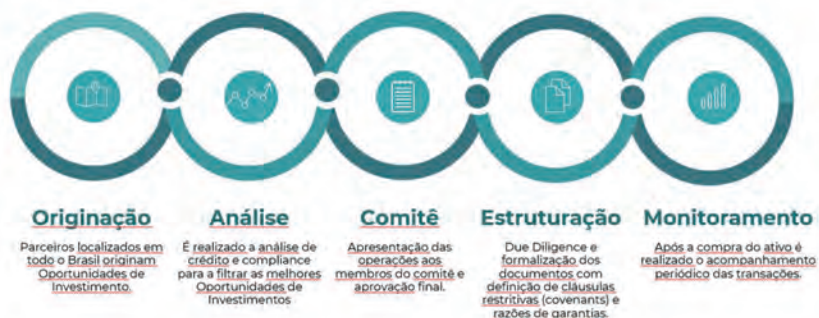 Originação
Parceiros localizados em
todo o Brasil originam
Oportunidades de
Investimento.
Análise
É realizado a análise de
crédito e compliance
para a filtrar as melhores
Oportunidades de
Investimentos
Comitê
Apresentação das
operações aos
membros do comitê e
aprovação final.
Estruturação
Due Diligence e
formalização dos
documentos com
definição de cláusulas
restritivas (covenants) e
razões de garantias.
Monitoramento
Após a compra do ativo é
realizado o acompanhamento
periódico das transações.